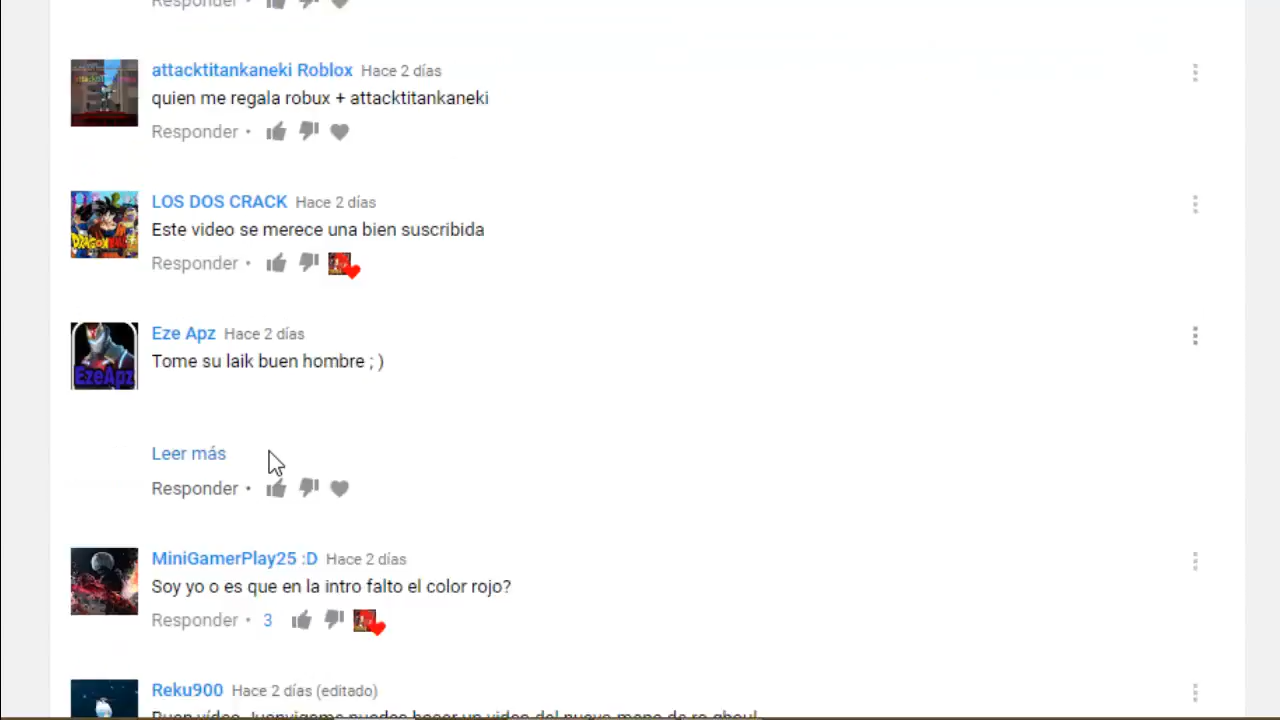 Responder
attacktitankaneki Roblox Hace 2 días
quien me regala robux + attacktitankaneki
Responder •
LOS DOS CRACK Hace 2 días
Este video se merece una bien suscribida
Responder •
Eze Apz Hace 2 días
Tome su laik buen hombre ; )
EzeApz
Leer más
Responder •
MiniGamerPlay25 :D Hace 2 días
Soy yo o es que en la intro falto el color rojo?
Responder • 3
Reku900 Hace 2 días (editado)